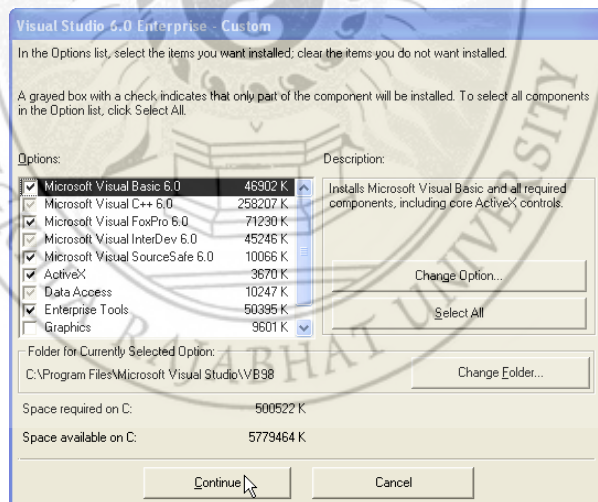 Visual Studio 6.0 Enterprise - Custom
In the Options list, select the items you want installed; clear the items you do not want installed.
A grayed box with a check indicates that only part of the component will be installed. To select all components
in the Option list, click Select All.
Options:
Description:
Microsoft Visual Basic 6.0 46902 K
Microsoft Visual C++ 6.0 258207 K
Microsoft Visual FoxPro 6.0 71230 K
Microsoft Visual InterDev 6.0 45246 K
Microsoft Visual SourceSafe 6.0 10066 K
ActiveX 3670 K
Data Access 10247 K
Enterprise Tools 50395 K
Graphics 9601 K
Installs Microsoft Visual Basic and all required
components, including core ActiveX controls.
Change Option...
Select All
Folder for Currently Selected Option:
C:\Program Files\Microsoft Visual Studio\VB98
Change Folder...
Space required on C: 500522 K
Space available on C: 5779464 K
Continue
Cancel
RAJABHAT UNIVERSITY